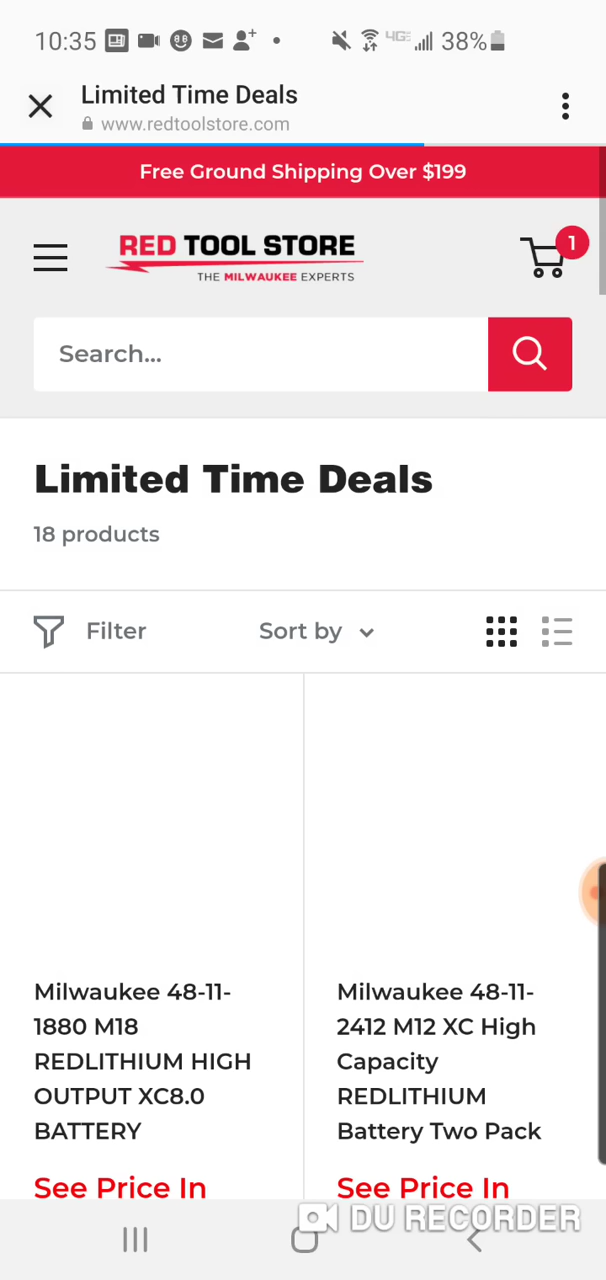 10:35 4GE 38%
Limited Time Deals
www.redtoolstore.com
Free Ground Shipping Over $199
RED TOOL STORE
THE MILWAUKEE EXPERTS
1
Search...
Limited Time Deals
18 products
Filter Sort by
Milwaukee 48-11-
1880 M18
REDLITHIUM HIGH
OUTPUT XC8.0
BATTERY
See Price In
Milwaukee 48-11-
2412 M12 XC High
Capacity
REDLITHIUM
Battery Two Pack
See Price In
DU RECORDER